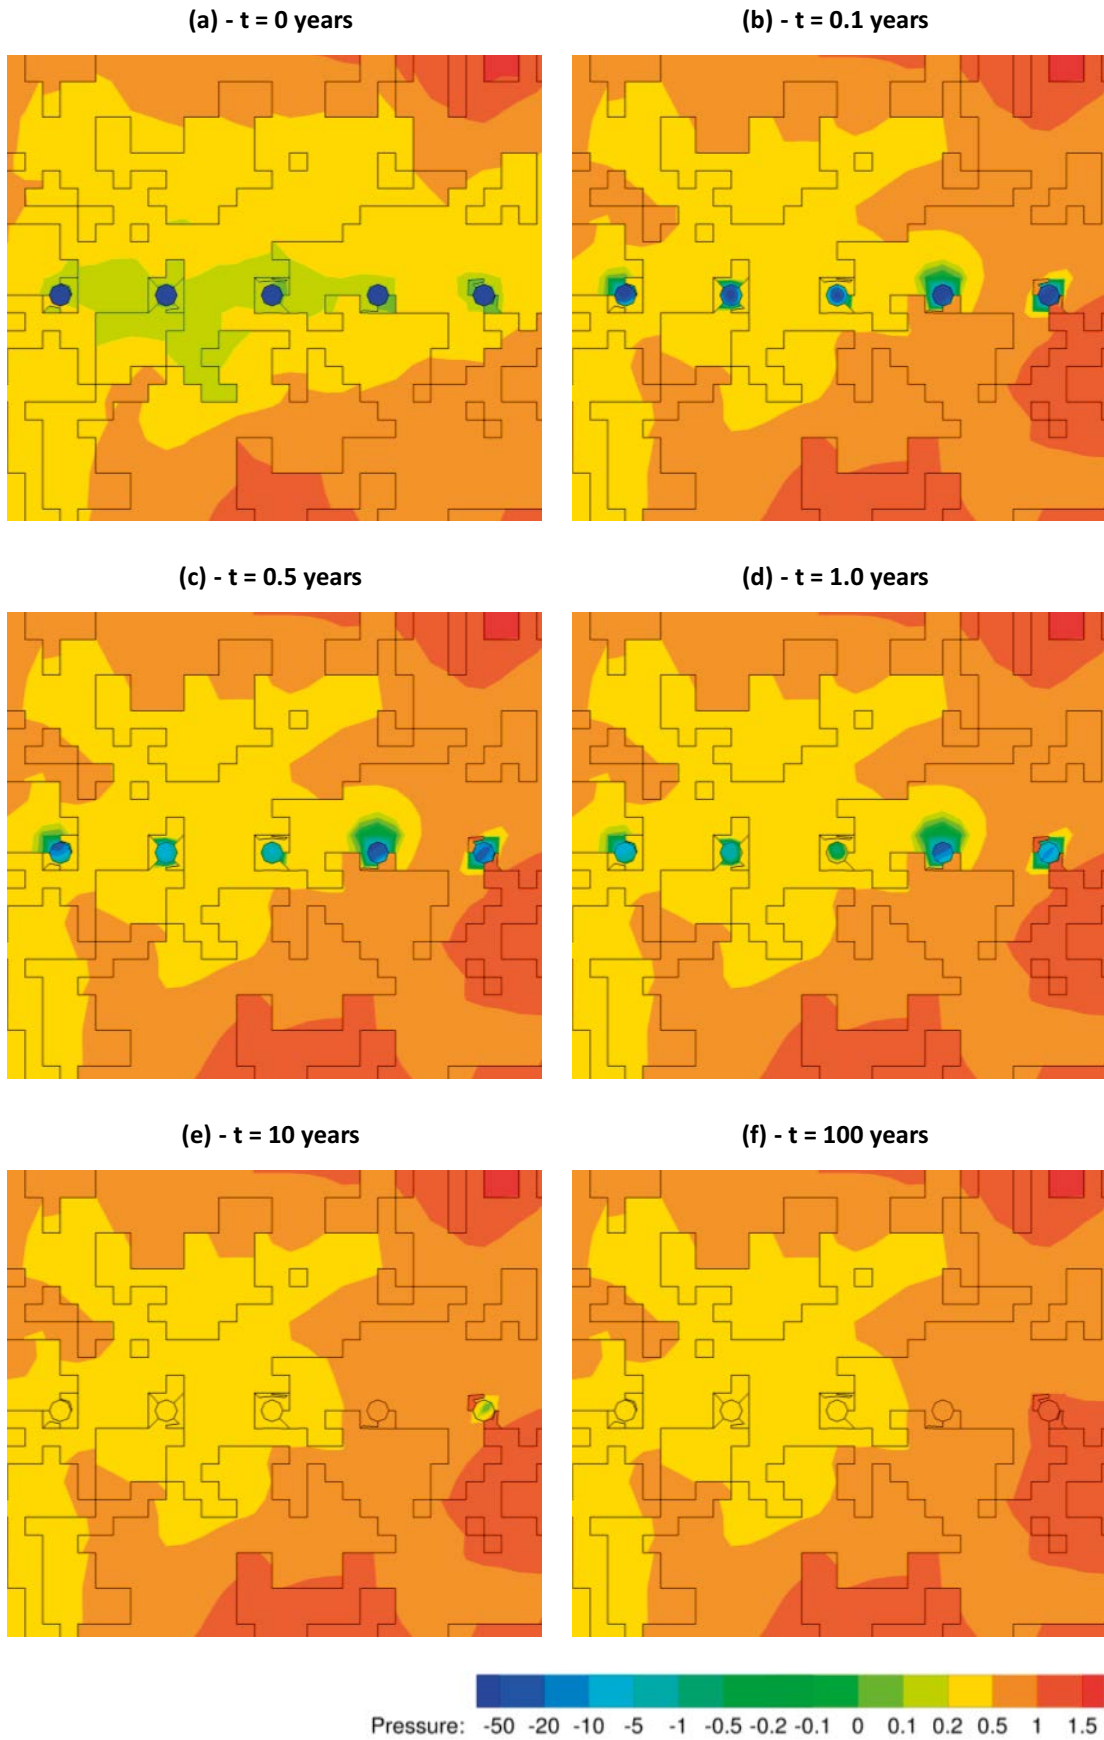 (a) - t = 0 years
(b) - t = 0.1 years
(c) - t = 0.5 years
(d) - t = 1.0 years
(e) - t = 10 years
(f) - t = 100 years
Pressure: -50 -20 -10 -5 -1 -0.5 -0.2 -0.1 0 0.1 0.2 0.5 1 1.5